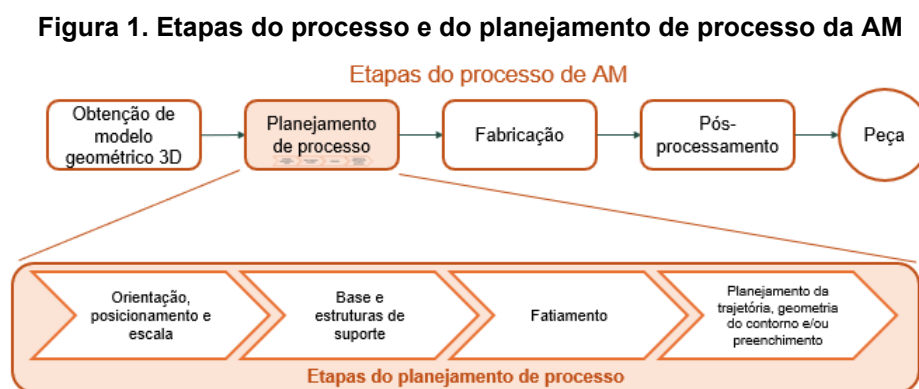 Figura 1. Etapas do processo e do planejamento de processo da AM
Etapas do processo de AM
Obtenção de
modelo
geométrico 3D
Planejamento
de processo
Fabricação
Pós-
processamento
Peça
Orientação,
posicionamento e
escala
Base e
estruturas de
suporte
Fatiamento
Planejamento da
trajetória, geometria
do contorno e/ou
preenchimento
Etapas do planejamento de processo